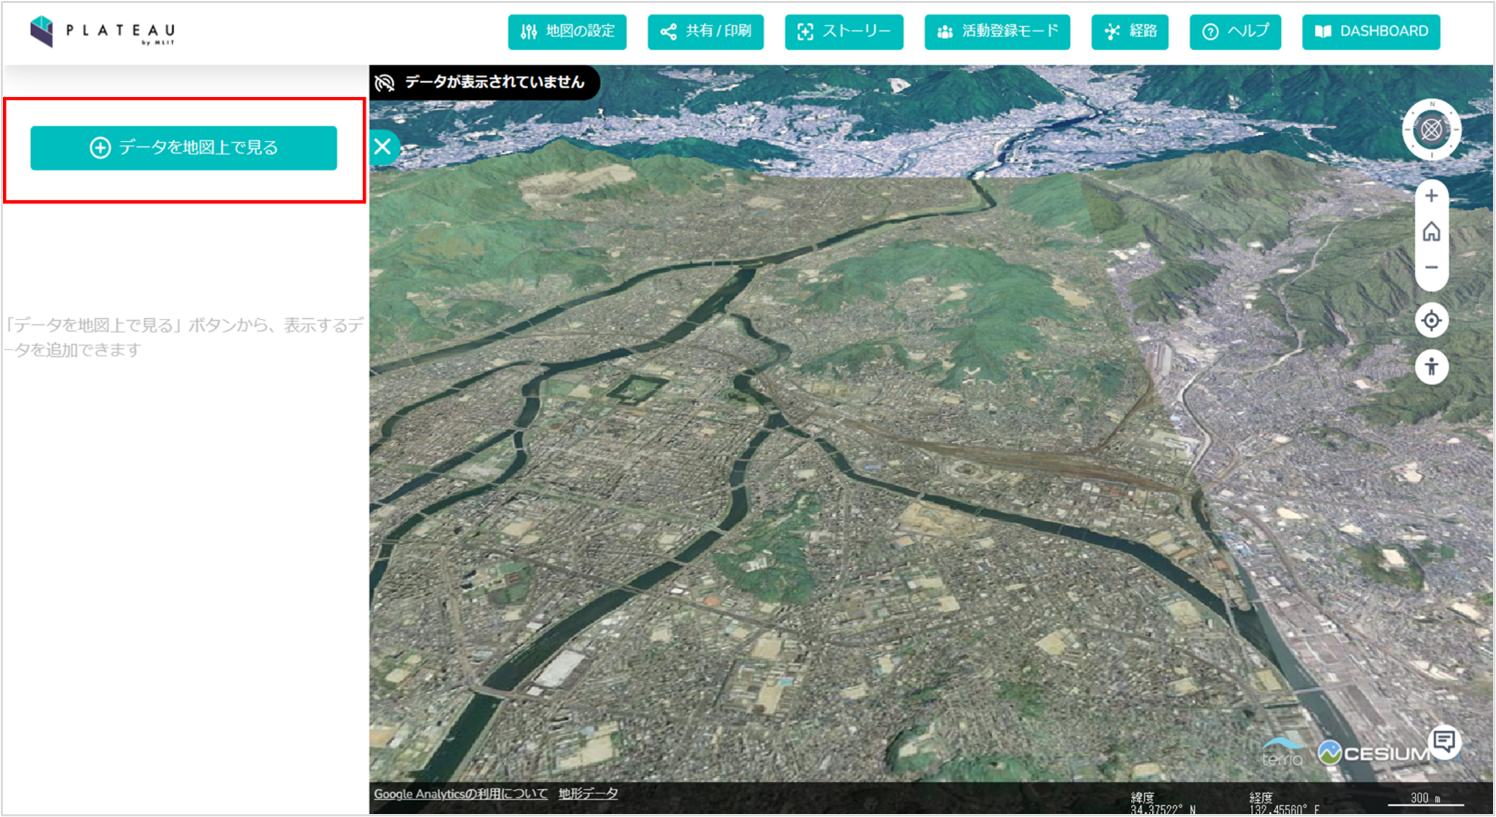 PLATEAU
by MLIT
地図の設定
共有 / 印刷
ストーリー
活動登録モード
経路
ヘルプ
DASHBOARD
データが表示されていません
データを地図上で見る
「データを地図上で見る」ボタンから、表示するデ
ータを追加できます
N
terria
CESIUM
Google Analyticsの利用について 地形データ
緯度
34.37522° N
経度
132.45560° E
300 m